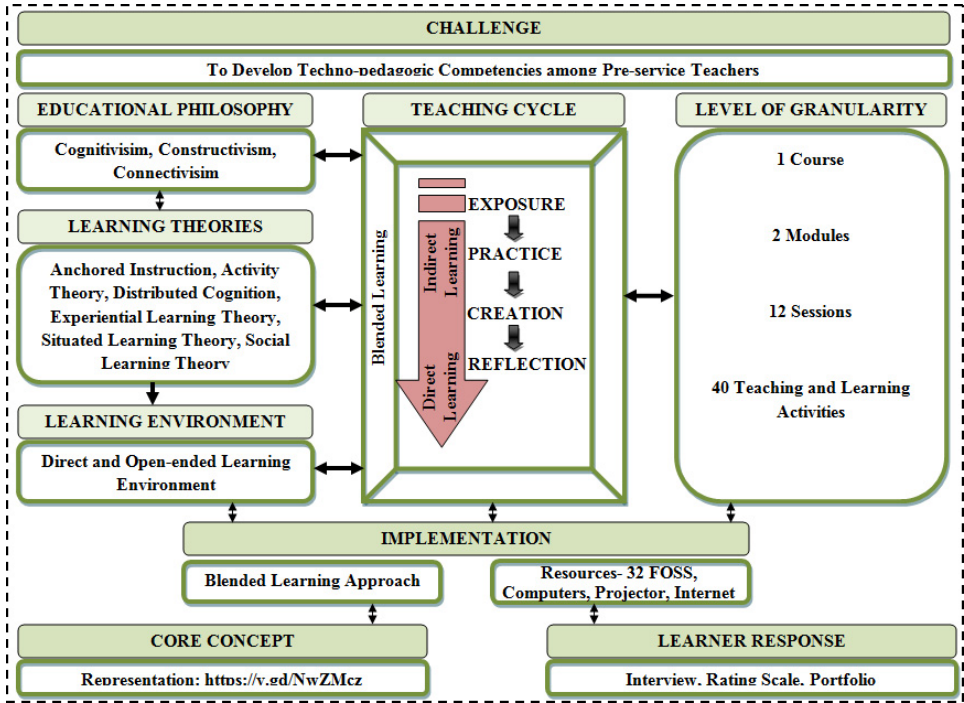 CHALLENGE
To Develop Techno-pedagogic Competencies among Pre-service Teachers
EDUCATIONAL PHILOSOPHY
Cognitivism, Constructivism,
Connectivism
LEARNING THEORIES
Anchored Instruction, Activity
Theory, Distributed Cognition,
Experiential Learning Theory,
Situated Learning Theory, Social
Learning Theory
LEARNING ENVIRONMENT
Direct and Open-ended Learning
Environment
TEACHING CYCLE
Blended Learning
Indirect
Learning
Direct
Learning
EXPOSURE
PRACTICE
CREATION
REFLECTION
LEVEL OF GRANULARITY
1 Course
2 Modules
12 Sessions
40 Teaching and Learning
Activities
IMPLEMENTATION
Blended Learning Approach
Resources- 32 FOSS,
Computers, Projector, Internet
CORE CONCEPT
Representation: https://v.gd/NwZMcz
LEARNER RESPONSE
Interview, Rating Scale, Portfolio